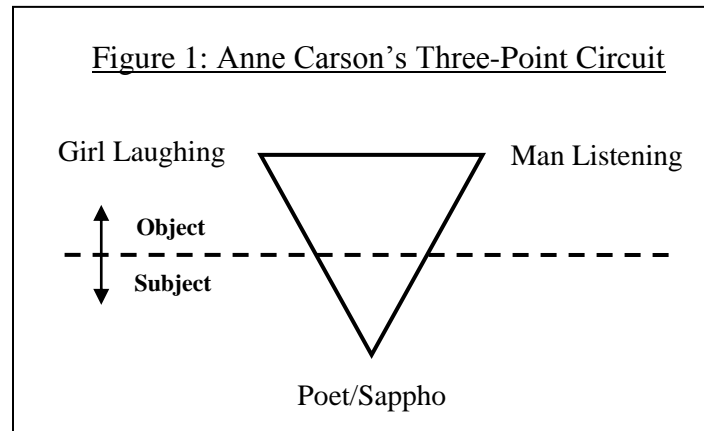 Figure 1: Anne Carson’s Three-Point Circuit
Girl Laughing
Man Listening
Object
Subject
Poet/Sappho